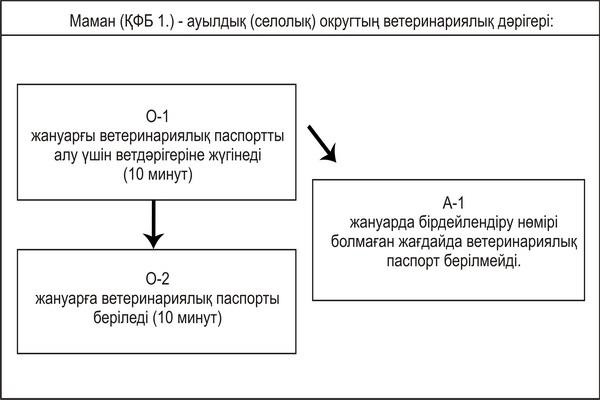 Маман (ҚФБ 1.) - ауылдық (селолық) округтың ветеринариялық дәрігері:
О-1
жануарғы ветеринариялық паспортты
алу үшін ветдәрігеріне жүгінеді
(10 минут)
А-1
жануарда бірдейлендіру нөмірі
болмаған жағдайда ветеринариялық
паспорт берілмейді.
О-2
жануарға ветеринариялық паспорты
беріледі (10 минут)